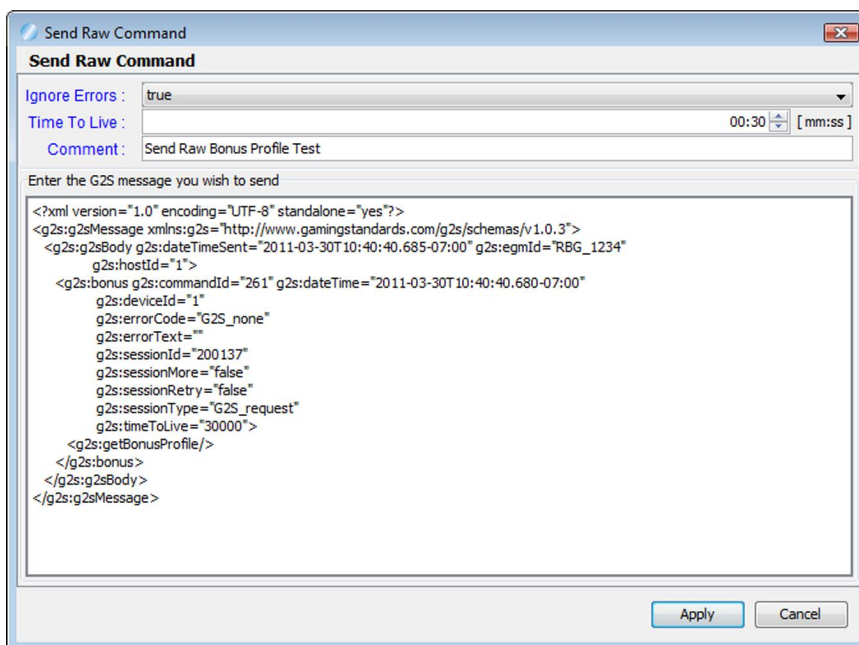 Send Raw Command
Send Raw Command
Ignore Errors : true
Time To Live : 00:30 [ mm:ss ]
Comment : Send Raw Bonus Profile Test
Enter the G2S message you wish to send
<?xml version="1.0" encoding="UTF-8" standalone="yes"?>
<g2s:g2sMessage xmlns:g2s="http://www.gamingstandards.com/g2s/schemas/v1.0.3">
<g2s:g2sBody g2s:dateTimeSent="2011-03-30T10:40:40.685-07:00" g2s:egmId="RBG_1234"
g2s:hostId="1">
<g2s:bonus g2s:commandId="261" g2s:dateTime="2011-03-30T10:40:40.680-07:00"
g2s:deviceId="1"
g2s:errorCode="G2S_none"
g2s:errorText=""
g2s:sessionId="200137"
g2s:sessionMore="false"
g2s:sessionRetry="false"
g2s:sessionType="G2S_request"
g2s:timeToLive="30000">
<g2s:getBonusProfile/>
</g2s:bonus>
</g2s:g2sBody>
</g2s:g2sMessage>
Apply Cancel